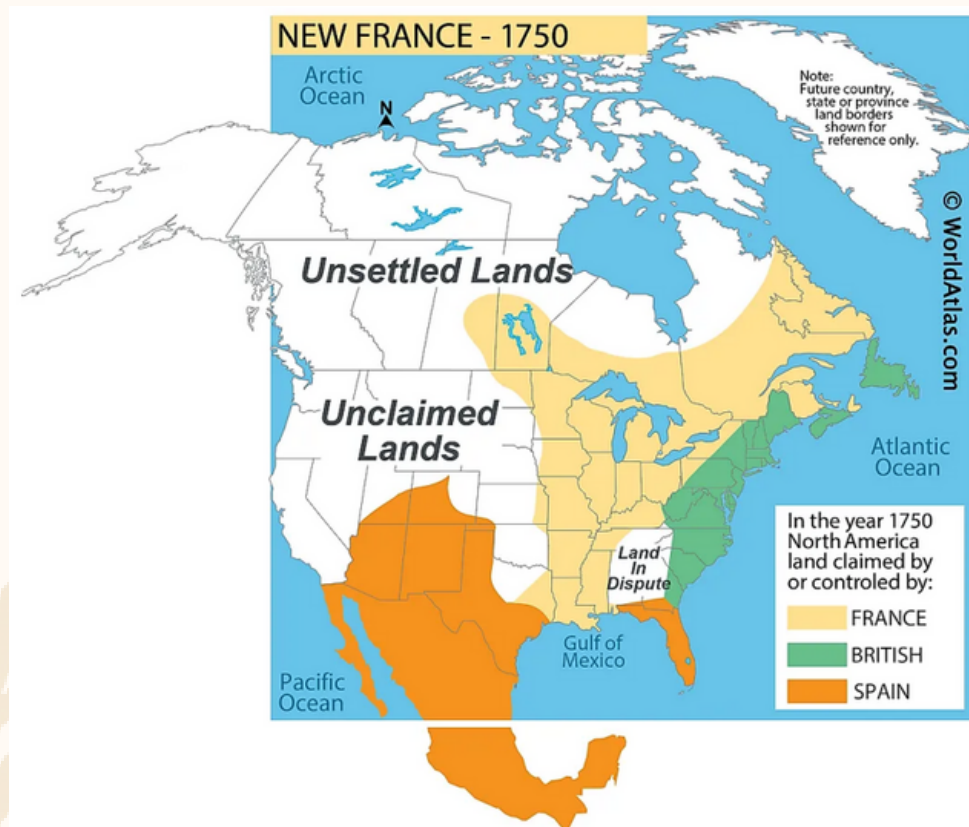 NEW FRANCE - 1750
Arctic
Ocean
N
Note:
Future country,
state or province
land borders
shown for
reference only.
© WorldAtlas.com
Unsettled Lands
Unclaimed
Lands
Atlantic
Ocean
Land
In
Dispute
Gulf of
Mexico
Pacific
Ocean
In the year 1750
North America
land claimed by
or controled by:
FRANCE
BRITISH
SPAIN